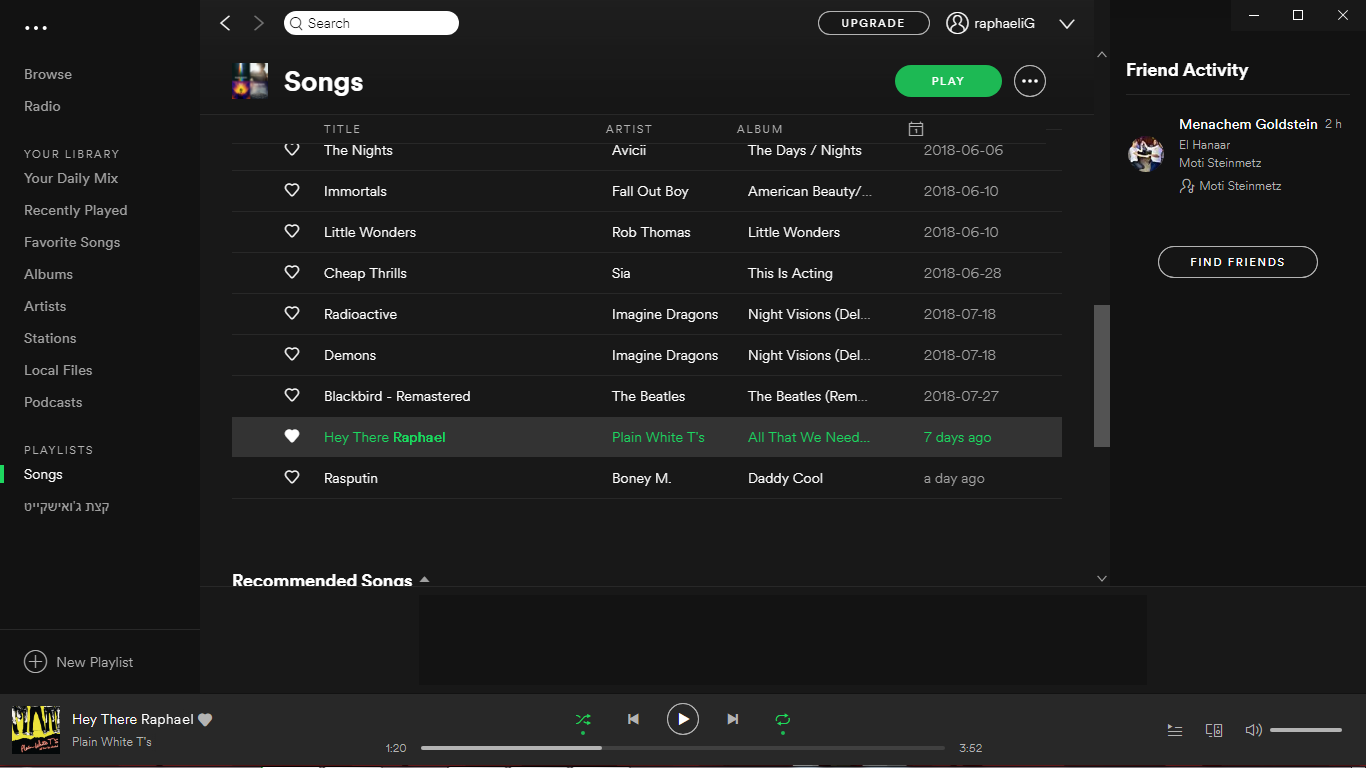 Search
UPGRADE
raphaeliG
Browse
Radio
YOUR LIBRARY
Your Daily Mix
Recently Played
Favorite Songs
Albums
Artists
Stations
Local Files
Podcasts
PLAYLISTS
Songs
קצת ג'ואישקייט
New Playlist
Songs
PLAY
TITLE ARTIST ALBUM
The Nights Avicii The Days / Nights 2018-06-06
Immortals Fall Out Boy American Beauty/... 2018-06-10
Little Wonders Rob Thomas Little Wonders 2018-06-10
Cheap Thrills Sia This Is Acting 2018-06-28
Radioactive Imagine Dragons Night Visions (Del... 2018-07-18
Demons Imagine Dragons Night Visions (Del... 2018-07-18
Blackbird - Remastered The Beatles The Beatles (Rem... 2018-07-27
Hey There Raphael Plain White T's All That We Need... 7 days ago
Rasputin Boney M. Daddy Cool a day ago
Recommended Songs
Friend Activity
Menachem Goldstein 2 h
El Hanaar
Moti Steinmetz
Moti Steinmetz
FIND FRIENDS
Hey There Raphael
Plain White T's
1:20
3:52